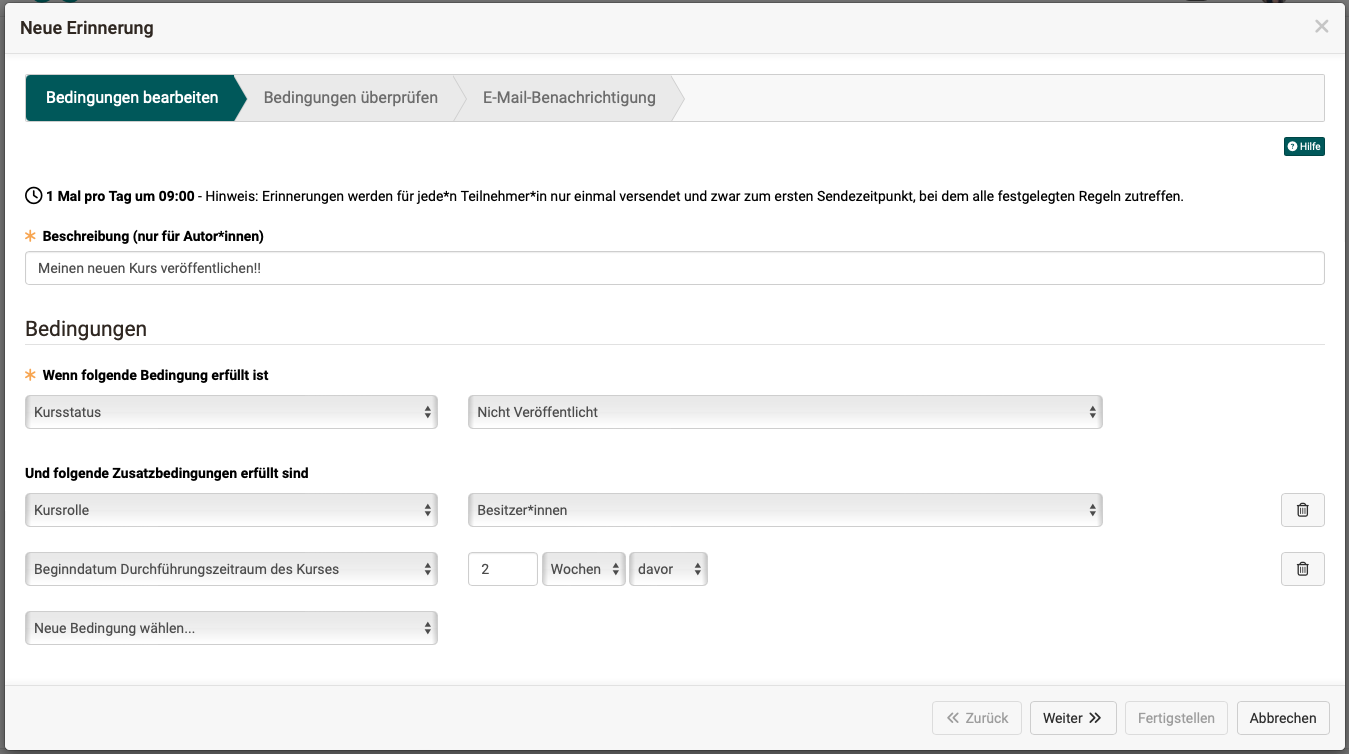 Neue Erinnerung
Bedingungen bearbeiten
Bedingungen überprüfen
E-Mail-Benachrichtigung
Hilfe
1 Mal pro Tag um 09:00 - Hinweis: Erinnerungen werden für jede*n Teilnehmer*in nur einmal versendet und zwar zum ersten Sendezeitpunkt, bei dem alle festgelegten Regeln zutreffen.
Beschreibung (nur für Autor*innen)
Meinen neuen Kurs veröffentlichen!!
Bedingungen
Wenn folgende Bedingung erfüllt ist
Kursstatus
Nicht Veröffentlicht
Und folgende Zusatzbedingungen erfüllt sind
Kursrolle
Besitzer*innen
Beginndatum Durchführungszeitraum des Kurses
2
Wochen
davor
Neue Bedingung wählen...
Zurück
Weiter
Fertigstellen
Abbrechen